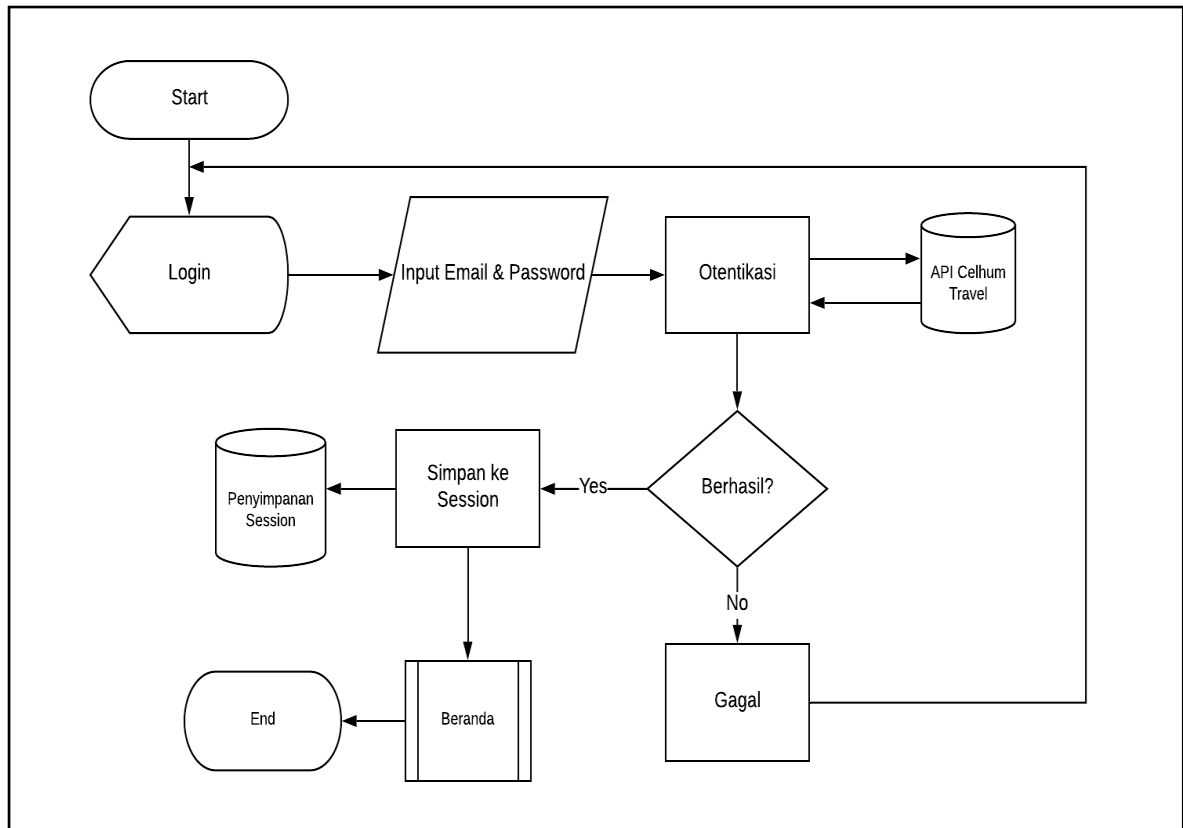 Start
Login
Input Email & Password
Otentikasi
API Celhum
Travel
Berhasil?
Yes
Simpan ke
Session
Penyimpanan
Session
No
Gagal
Beranda
End